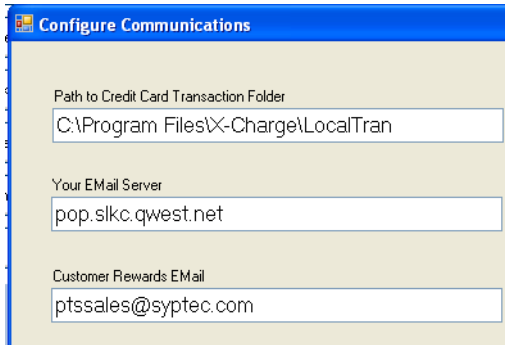 Configure Communications
Path to Credit Card Transaction Folder
C:\Program Files\X-Charge\LocalTran
Your EMail Server
pop.slkc.qwest.net
Customer Rewards EMail
ptssales@syptec.com